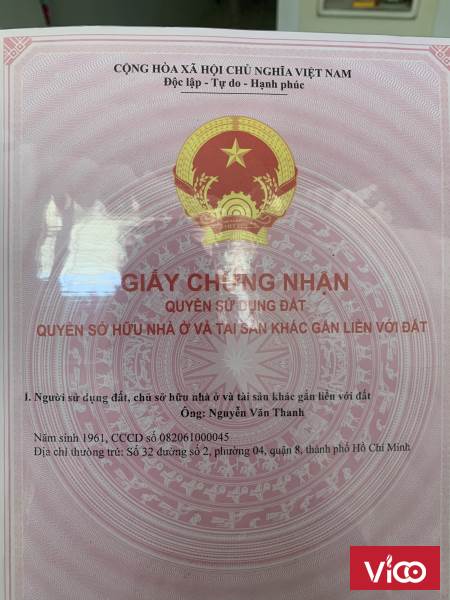 CỘNG HÒA XÃ HỘI CHỦ NGHĨA VIỆT NAM
Độc lập - Tự do - Hạnh phúc
GIẤY CHỨNG NHẬN
QUYỀN SỬ DỤNG ĐẤT
QUYỀN SỞ HỮU NHÀ Ở VÀ TÀI SẢN KHÁC GẮN LIỀN VỚI ĐẤT
I. Người sử dụng đất, chủ sở hữu nhà ở và tài sản khác gắn liền với đất
Ông: Nguyễn Văn Thanh
Năm sinh 1961, CCCD số 082061000045
Địa chỉ thường trú: Số 32 đường số 2, phường 04, quận 8, thành phố Hồ Chí Minh
Vicoo